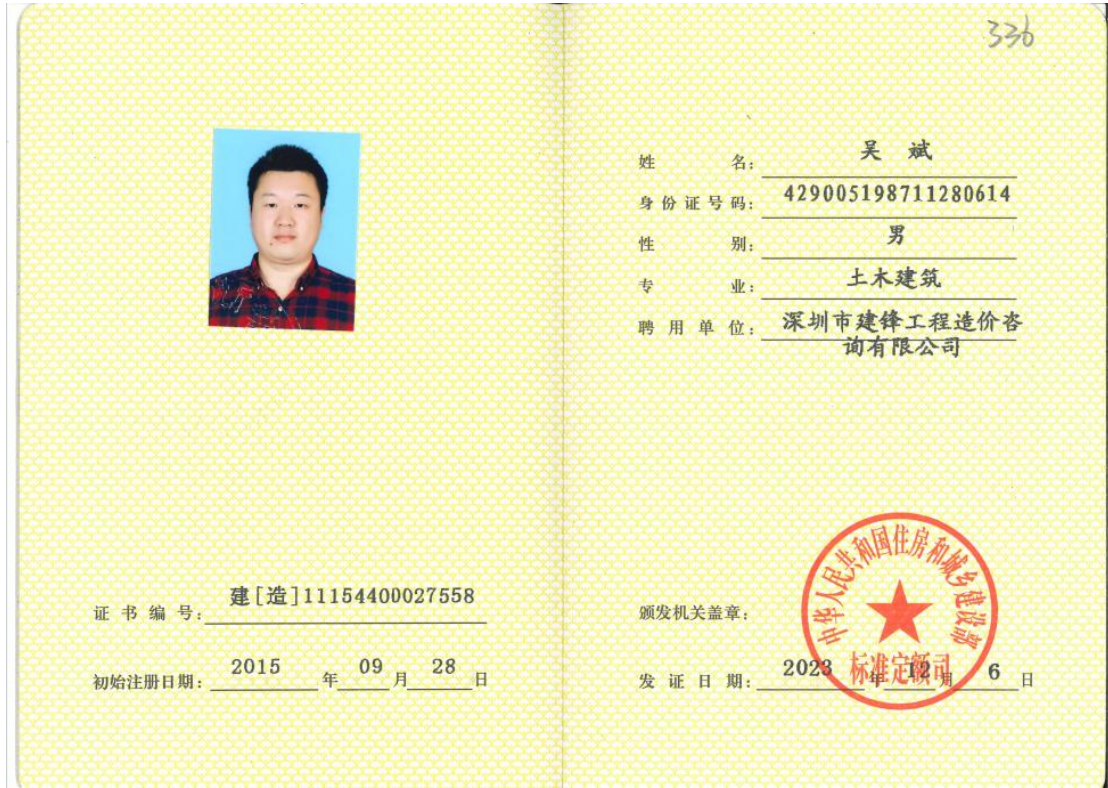 336
姓 名: 吴 斌
身份证号码: 429005198711280614
性 别: 男
专 业: 土木建筑
聘 用 单 位: 深圳市建锋工程造价咨
询有限公司
证 书 编 号: 建[造]11154400027558
初始注册日期: 2015 年 09 月 28 日
颁发机关盖章:
中华人民共和国住房和城乡建设部
标准定额司
发 证 日 期: 2023 年 12 月 6 日